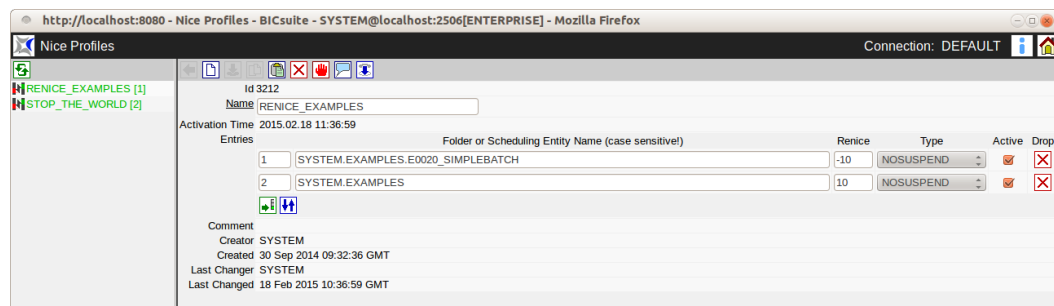 http://localhost:8080 - Nice Profiles - BICsuite - SYSTEM@localhost:2506[ENTERPRISE] - Mozilla Firefox
Nice Profiles Connection: DEFAULT
RENICE_EXAMPLES [1]
STOP_THE_WORLD [2]
Id 3212
Name RENICE_EXAMPLES
Activation Time 2015.02.18 11:36:59
Entries Folder or Scheduling Entity Name (case sensitive!) Renice Type Active Drop
1 SYSTEM.EXAMPLES.E0020_SIMPLEBATCH -10 NOSUSPEND
2 SYSTEM.EXAMPLES 10 NOSUSPEND
Comment
Creator SYSTEM
Created 30 Sep 2014 09:32:36 GMT
Last Changer SYSTEM
Last Changed 18 Feb 2015 10:36:59 GMT